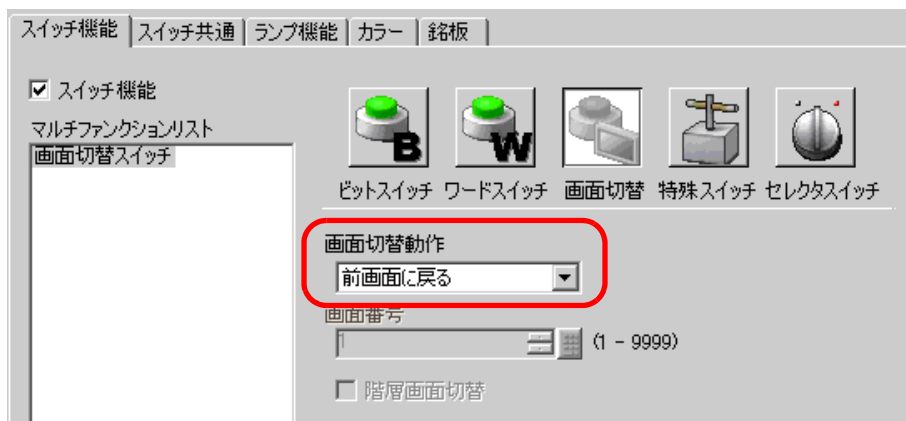 スイッチ機能 スイッチ共通 ランプ機能 カラー 銘板
スイッチ機能
マルチファンクションリスト
画面切替スイッチ
B W
ビットスイッチ ワードスイッチ 画面切替 特殊スイッチ セレクタスイッチ
画面切替動作
前画面に戻る
画面番号
1 (1 - 9999)
階層画面切替